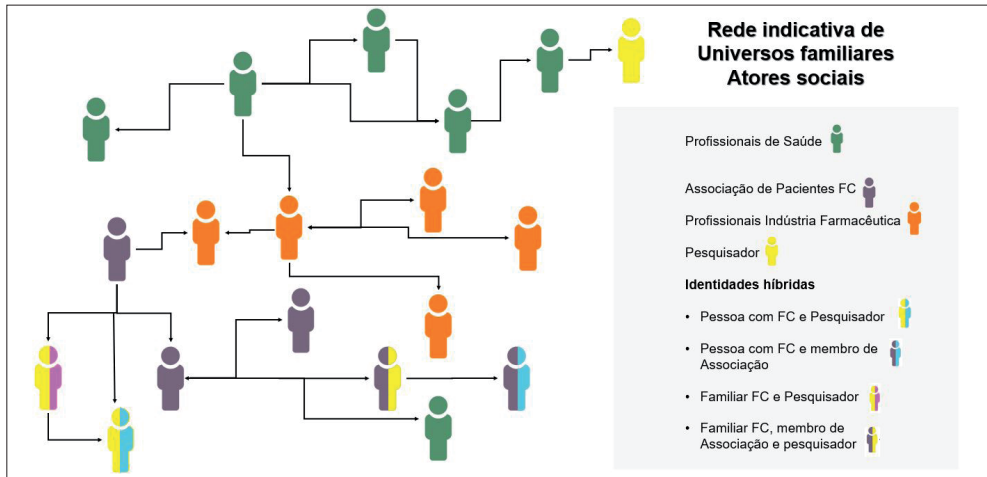 Rede indicativa de
Universos familiares
Atores sociais
Profissionais de Saúde
Associação de Pacientes FC
Profissionais Indústria Farmacêutica
Pesquisador
Identidades híbridas
• Pessoa com FC e Pesquisador
• Pessoa com FC e membro de
Associação
• Familiar FC e Pesquisador
• Familiar FC, membro de
Associação e pesquisador